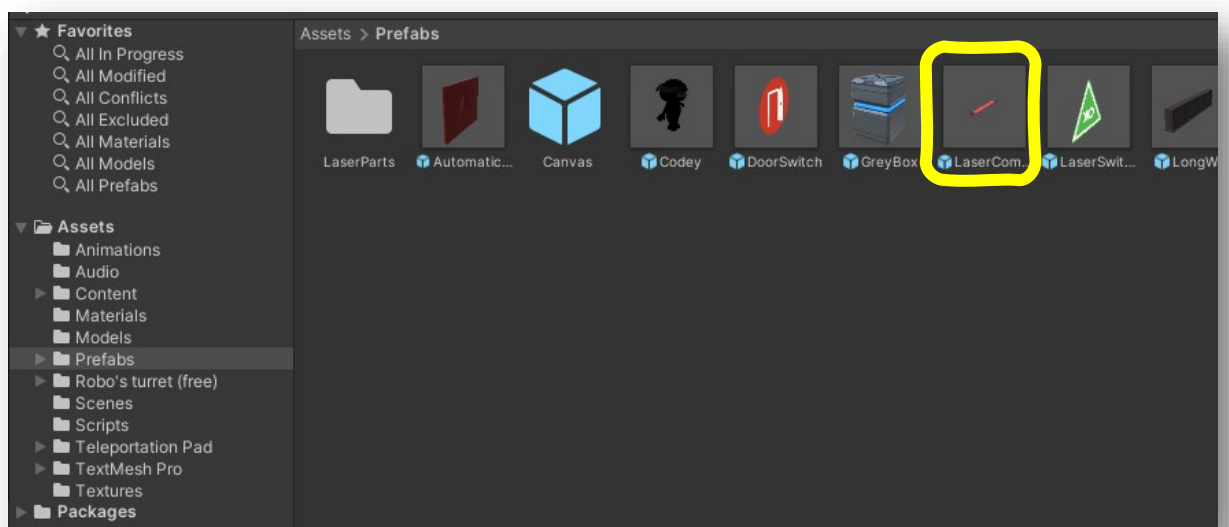 Favorites
All In Progress
All Modified
All Conflicts
All Excluded
All Materials
All Models
All Prefabs
Assets
Animations
Audio
Content
Materials
Models
Prefabs
Robo's turret (free)
Scenes
Scripts
Teleportation Pad
TextMesh Pro
Textures
Packages
Assets > Prefabs
LaserParts
Automatic...
Canvas
Codey
DoorSwitch
GreyBox
LaserCom...
LaserSwit...
LongW
OK